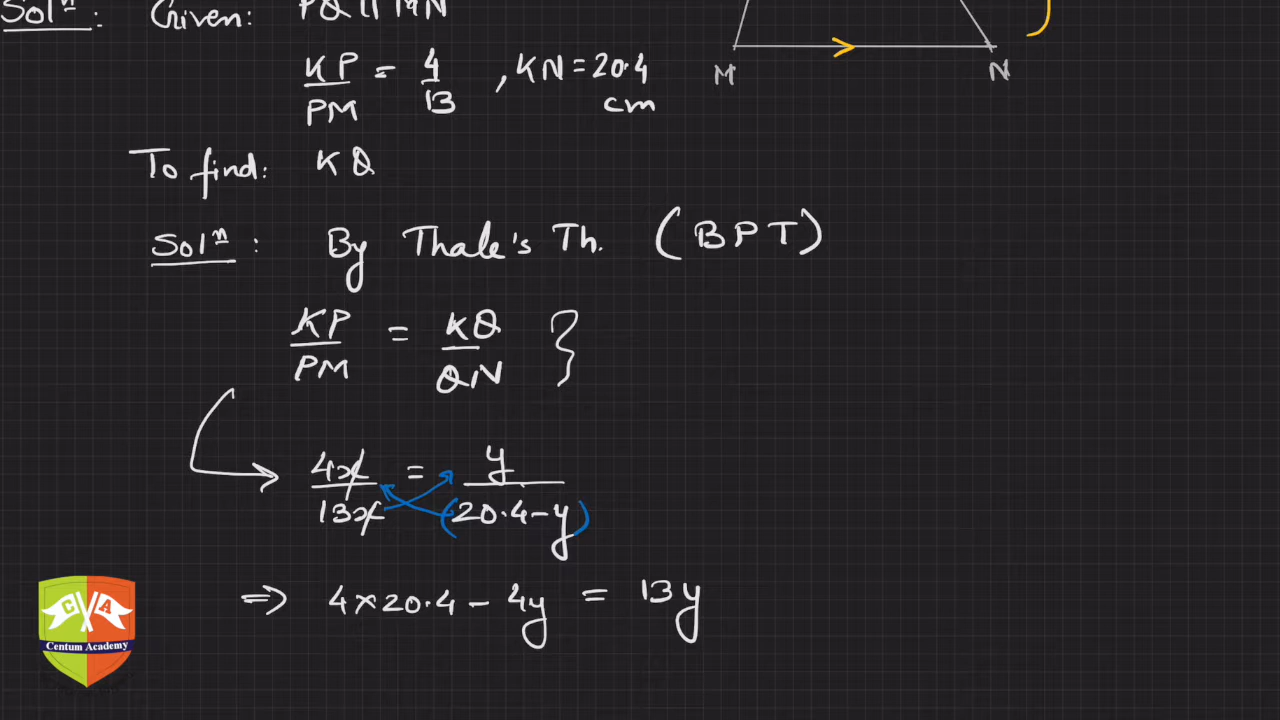 Solⁿ: Given: PQ || MN
KP/PM = 4/13 , KN = 20.4 cm
M N
To find: KQ
Solⁿ: By Thale's Th. (BPT)
KP/PM = KQ/QN }
4x/13x = y/(20.4-y)
⇒ 4×20.4 - 4y = 13y
CA
Centum Academy